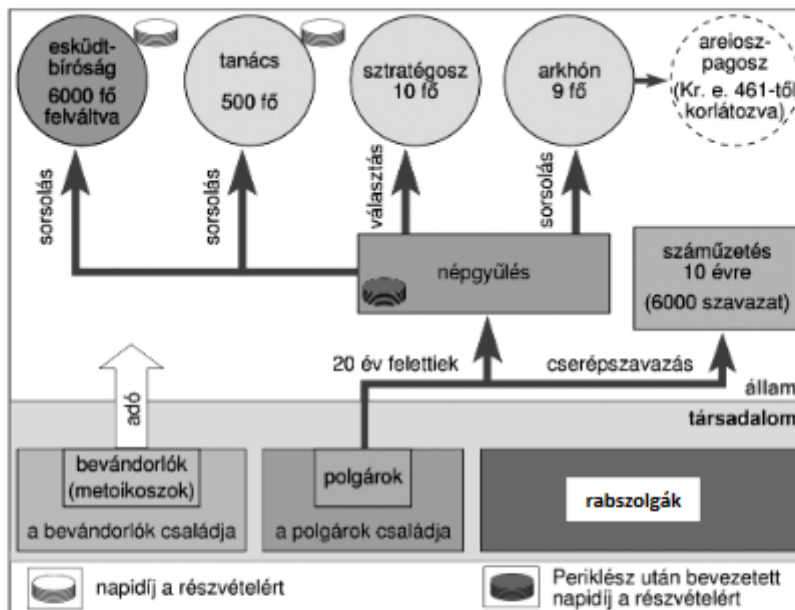 esküdt-
bíróság
6000 fő
felváltva
tanács
500 fő
sztratégosz
10 fő
arkhón
9 fő
areiosz-
pagosz
(Kr. e. 461-től
korlátozva)
sorsolás
sorsolás
választás
sorsolás
népgyűlés
száműzetés
10 évre
(6000 szavazat)
20 év felettiek
cserépszavazás
állam
társadalom
adó
bevándorlók
(metoikoszok)
a bevándorlók családja
polgárok
a polgárok családja
rabszolgák
napidíj a részvételért
Periklész után bevezetett
napidíj a részvételért